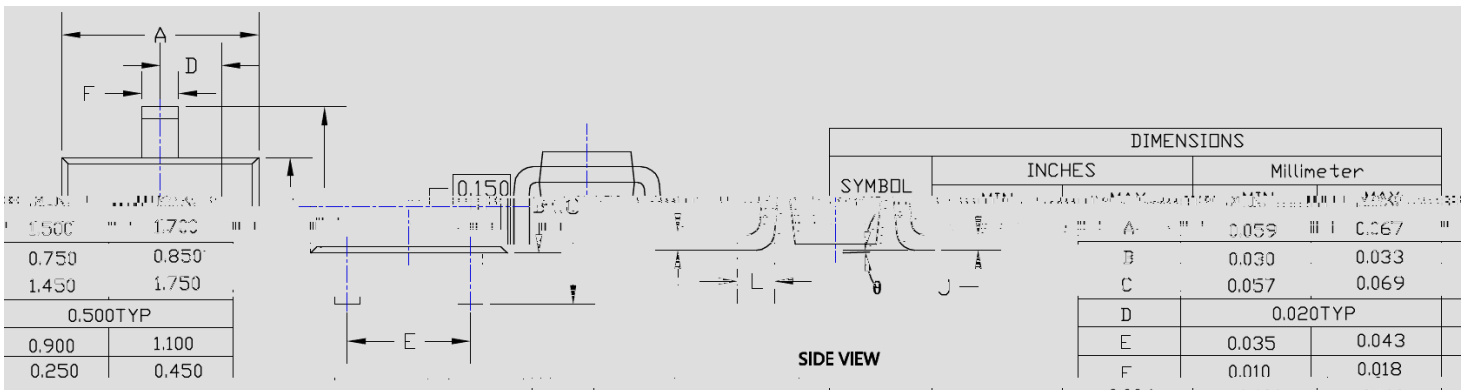 A
D
F
DIMENSIONS
INCHES Millimeter
SYMBOL
0.150
1.500 1.700 A 0.059 0.067
0.750 0.850 B 0.030 0.033
1.450 1.750 C 0.057 0.069
L θ J
0.500TYP D 0.020TYP
0.900 1.100 E E 0.035 0.043
SIDE VIEW
0.250 0.450 F 0.010 0.018